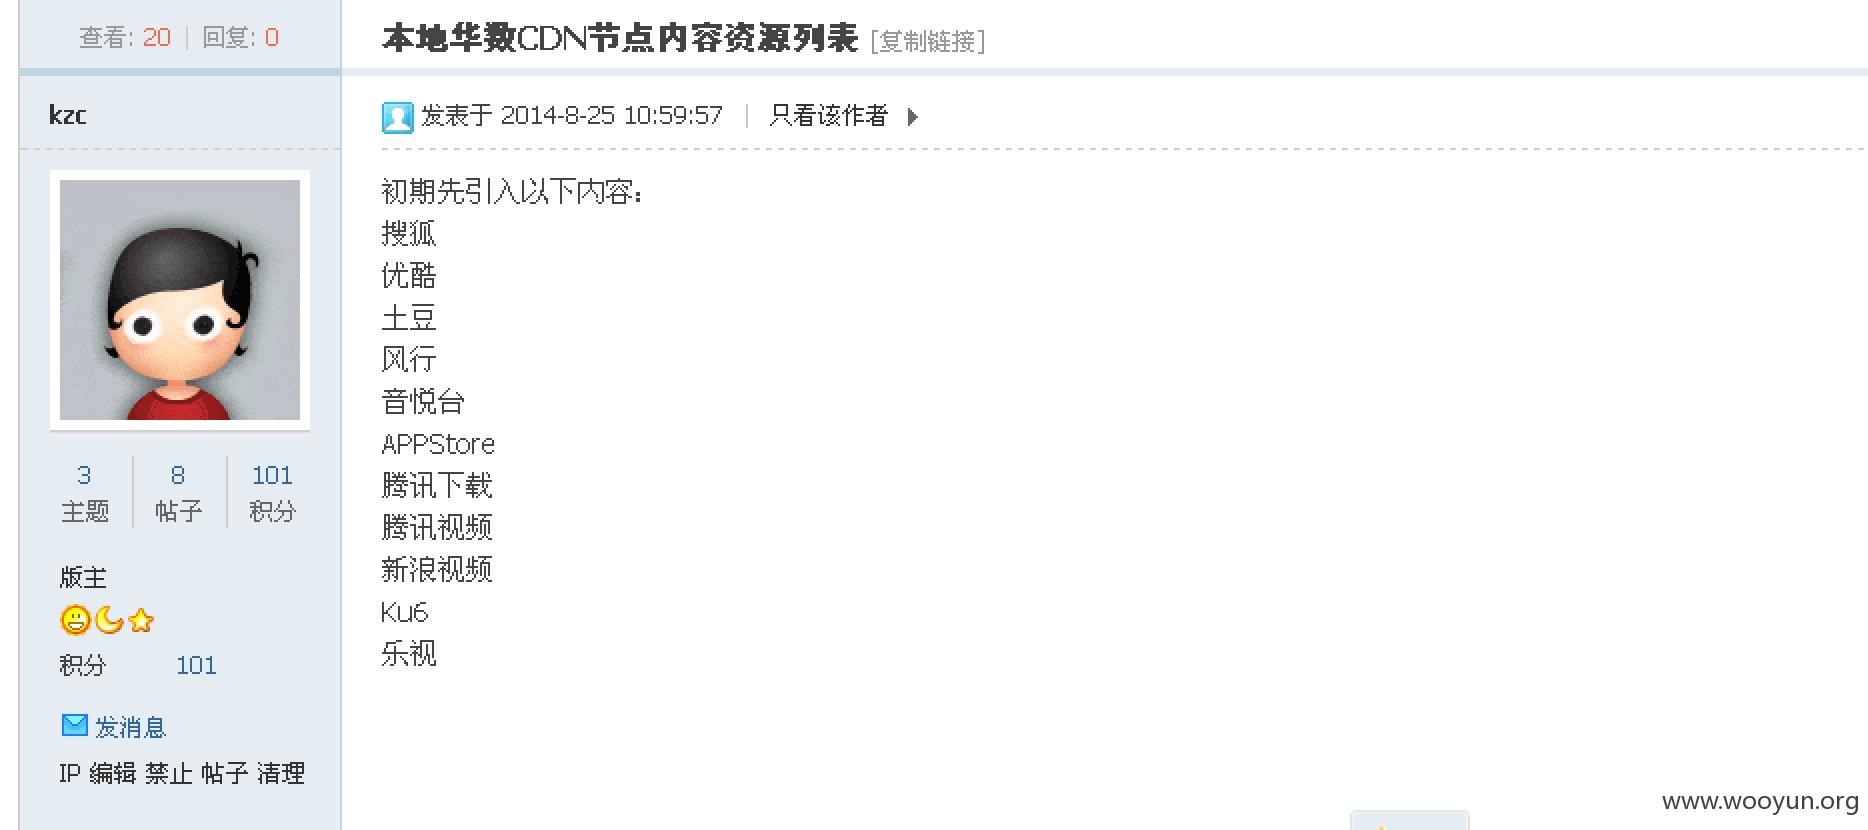 查看: 20 | 回复: 0
本地华数CDN节点内容资源列表 [复制链接]
kzc
发表于 2014-8-25 10:59:57 | 只看该作者
初期先引入以下内容：
搜狐
优酷
土豆
风行
音悦台
APPStore
腾讯下载
腾讯视频
新浪视频
Ku6
乐视
3 8 101
主题 帖子 积分
版主
积分 101
发消息
IP 编辑 禁止 帖子 清理
www.wooyun.org